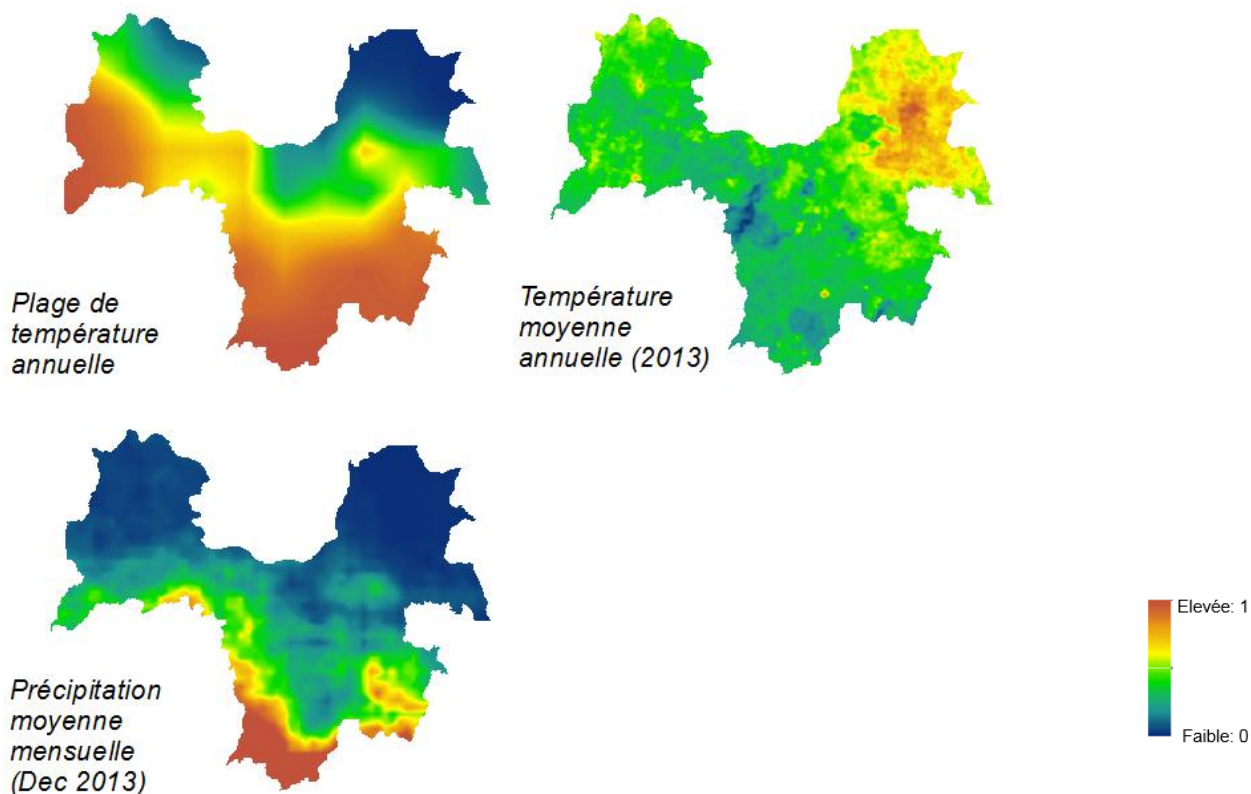 Plage de
température
annuelle
Température
moyenne
annuelle (2013)
Précipitation
moyenne
mensuelle
(Dec 2013)
Elevée: 1
Faible: 0